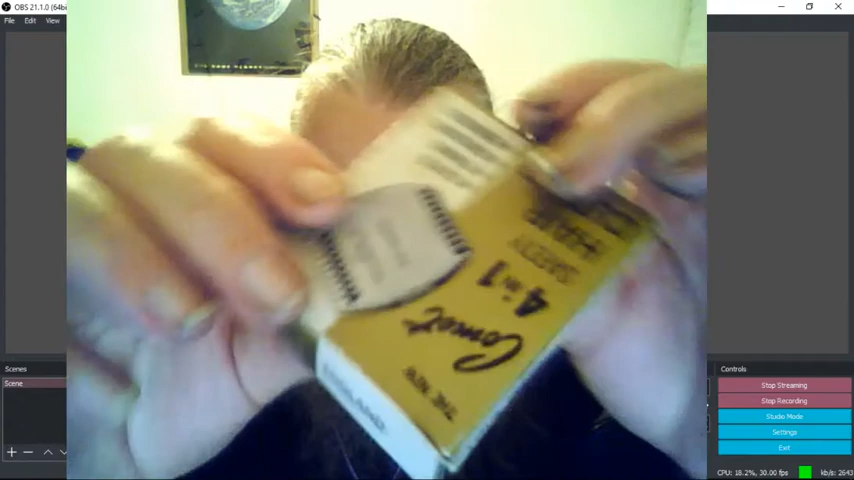 OBS 21.1.0 (64bi
File Edit View
THE NEW
Comet
4 in 1
SAFETY
ENGLAND
Scenes
Scene
Controls
Stop Streaming
Stop Recording
Studio Mode
Settings
Exit
CPU: 18.2%, 30.00 fps
kb/s: 2643